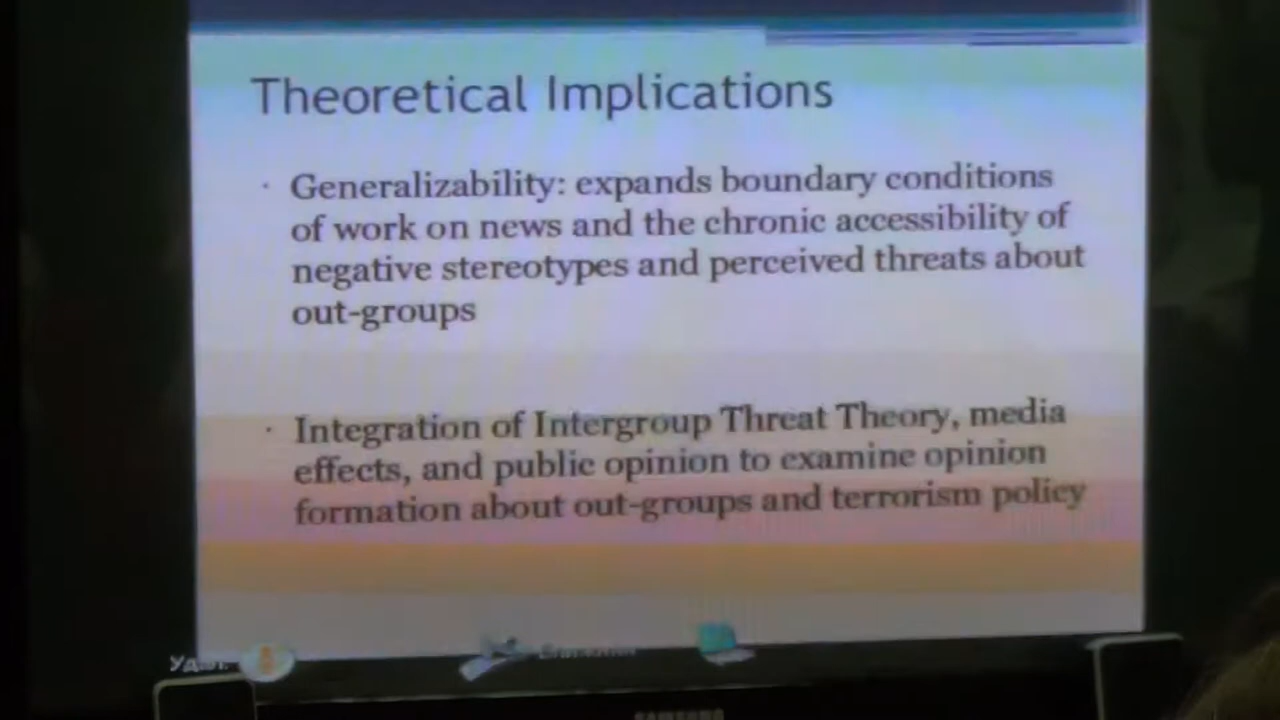 Theoretical Implications
· Generalizability: expands boundary conditions
of work on news and the chronic accessibility of
negative stereotypes and perceived threats about
out-groups
· Integration of Intergroup Threat Theory, media
effects, and public opinion to examine opinion
formation about out-groups and terrorism policy
SAMSUNG